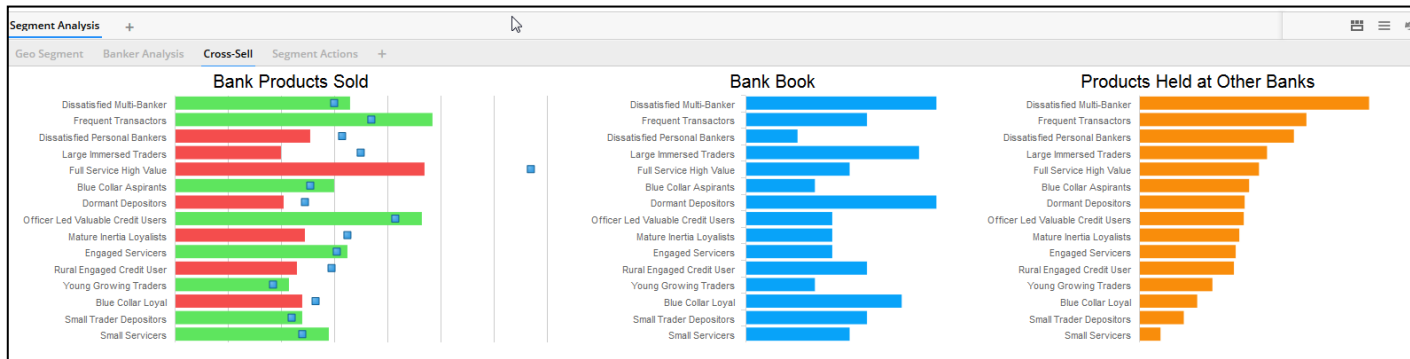 Segment Analysis +
Geo Segment Banker Analysis Cross-Sell Segment Actions +
Bank Products Sold
Dissatisfied Multi-Banker
Frequent Transactors
Dissatisfied Personal Bankers
Large Immersed Traders
Full Service High Value
Blue Collar Aspirants
Dormant Depositors
Officer Led Valuable Credit Users
Mature Inertia Loyalists
Engaged Servicers
Rural Engaged Credit User
Young Growing Traders
Blue Collar Loyal
Small Trader Depositors
Small Servicers
Bank Book
Dissatisfied Multi-Banker
Frequent Transactors
Dissatisfied Personal Bankers
Large Immersed Traders
Full Service High Value
Blue Collar Aspirants
Dormant Depositors
Officer Led Valuable Credit Users
Mature Inertia Loyalists
Engaged Servicers
Rural Engaged Credit User
Young Growing Traders
Blue Collar Loyal
Small Trader Depositors
Small Servicers
Products Held at Other Banks
Dissatisfied Multi-Banker
Frequent Transactors
Dissatisfied Personal Bankers
Large Immersed Traders
Full Service High Value
Blue Collar Aspirants
Dormant Depositors
Officer Led Valuable Credit Users
Mature Inertia Loyalists
Engaged Servicers
Rural Engaged Credit User
Young Growing Traders
Blue Collar Loyal
Small Trader Depositors
Small Servicers